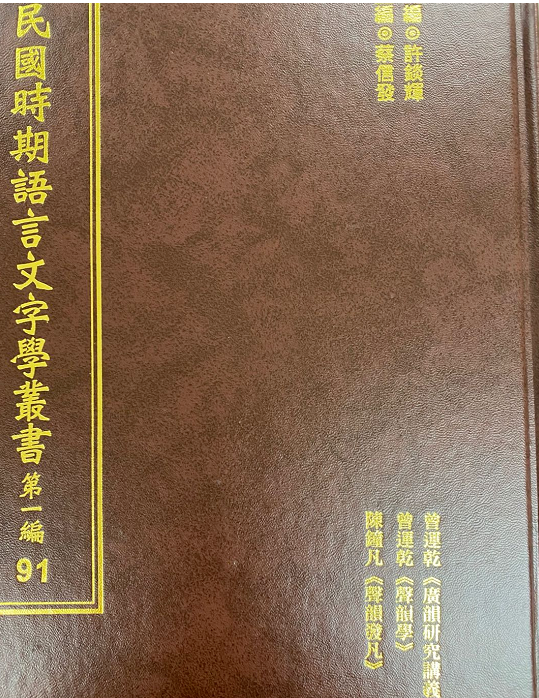 編◎許錟輝
編◎蔡信發
曾運乾《廣韻研究講義
曾運乾《聲韻學》
陳鐘凡《聲韻發凡》
民國時期語言文字學叢書 第一編 91